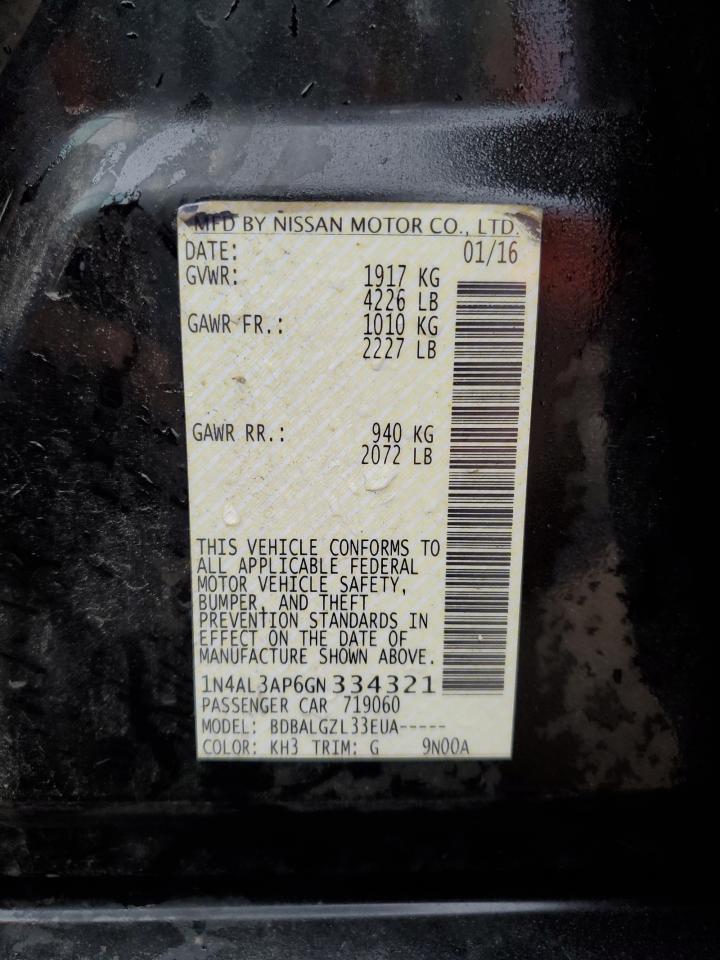 MFD BY NISSAN MOTOR CO., LTD.
DATE: 01/16
GVWR: 1917 KG
4226 LB
GAWR FR.: 1010 KG
2227 LB
GAWR RR.: 940 KG
2072 LB
THIS VEHICLE CONFORMS TO
ALL APPLICABLE FEDERAL
MOTOR VEHICLE SAFETY,
BUMPER, AND THEFT
PREVENTION STANDARDS IN
EFFECT ON THE DATE OF
MANUFACTURE SHOWN ABOVE.
1N4AL3AP6GN334321
PASSENGER CAR 719060
MODEL: BDBALGZL33EUA-----
COLOR: KH3 TRIM: G 9N00A